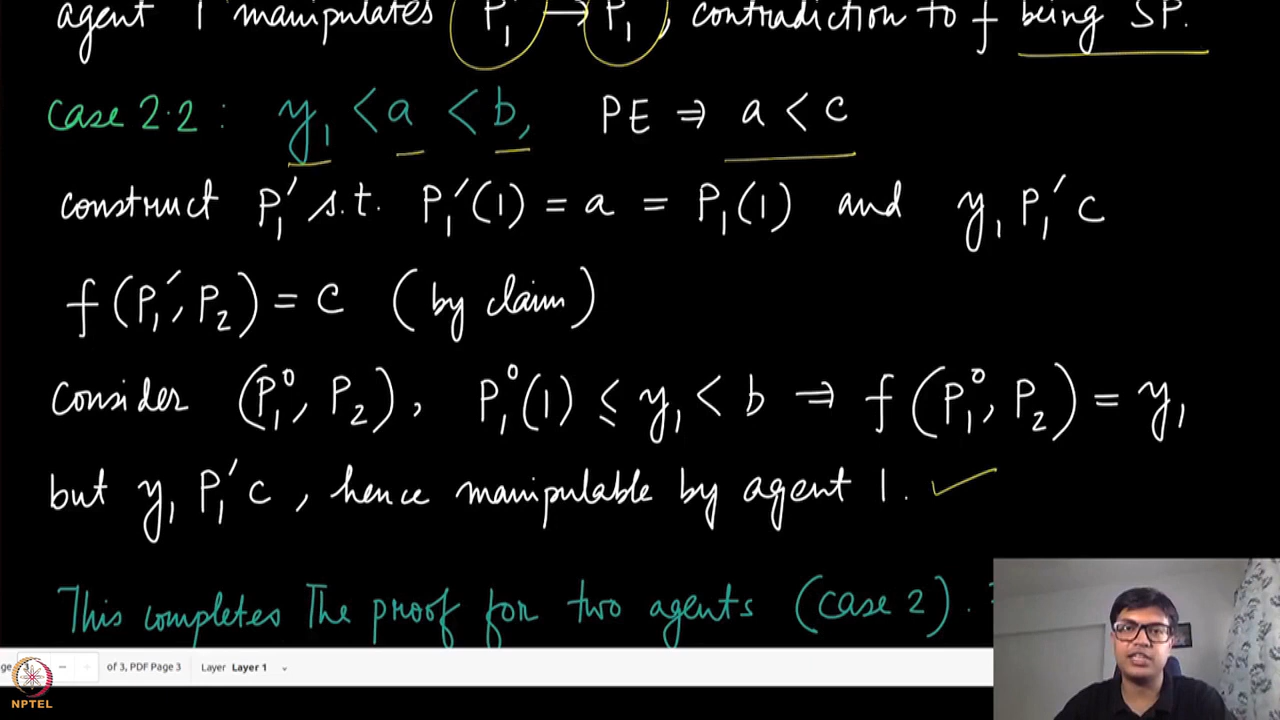 agent 1 manipulates P₁' → P₁, contradiction to f being SP.
Case 2.2 : y₁ < a < b, PE ⇒ a < c
construct P₁' s.t. P₁'(1) = a = P₁(1) and y₁ P₁' c
f(P₁', P₂) = c (by claim)
Consider (P₁⁰, P₂), P₁⁰(1) ≤ y₁ < b ⇒ f(P₁⁰, P₂) = y₁
but y₁ P₁' c, hence manipulable by agent 1. ✓
This completes The proof for two agents (case 2).
of 3, PDF Page 3 Layer Layer 1
NPTEL